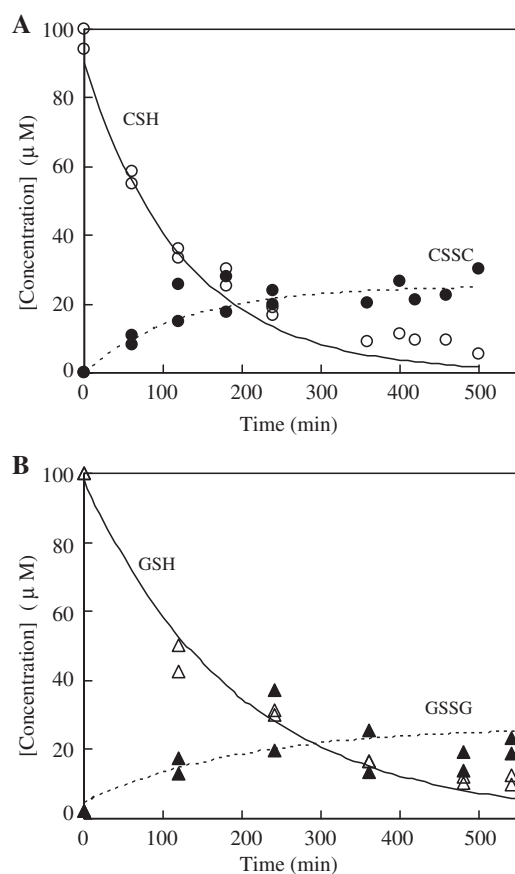 A
[Concentration] (μ M)
100
80
60
40
20
0
CSH
CSSC
0 100 200 300 400 500
Time (min)
B
[Concentration] ( μ M)
100
80
60
40
20
0
GSH
GSSG
0 100 200 300 400 500
Time (min)